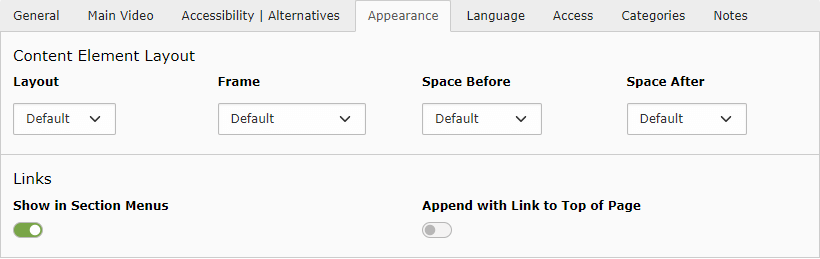 General Main Video Accessibility | Alternatives Appearance Language Access Categories Notes
Content Element Layout
Layout Frame Space Before Space After
Default Default Default Default
Links
Show in Section Menus Append with Link to Top of Page